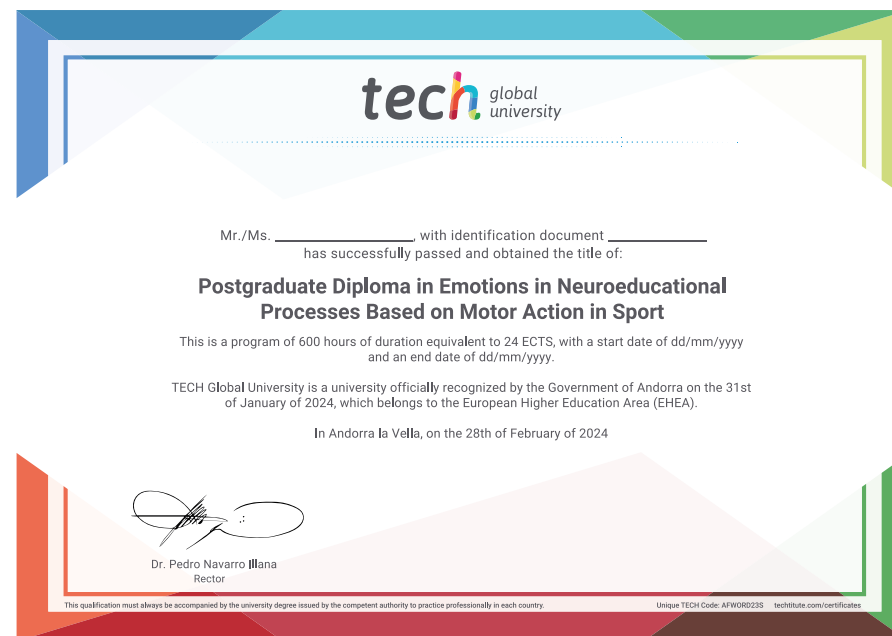 tech global university
Mr./Ms. ________________, with identification document ____________
has successfully passed and obtained the title of:
Postgraduate Diploma in Emotions in Neuroeducational
Processes Based on Motor Action in Sport
This is a program of 600 hours of duration equivalent to 24 ECTS, with a start date of dd/mm/yyyy
and an end date of dd/mm/yyyy.
TECH Global University is a university officially recognized by the Government of Andorra on the 31st
of January of 2024, which belongs to the European Higher Education Area (EHEA).
In Andorra la Vella, on the 28th of February of 2024
Dr. Pedro Navarro Illana
Rector
This qualification must always be accompanied by the university degree issued by the competent authority to practice professionally in each country.
Unique TECH Code: AFWORD23S techtitute.com/certificates